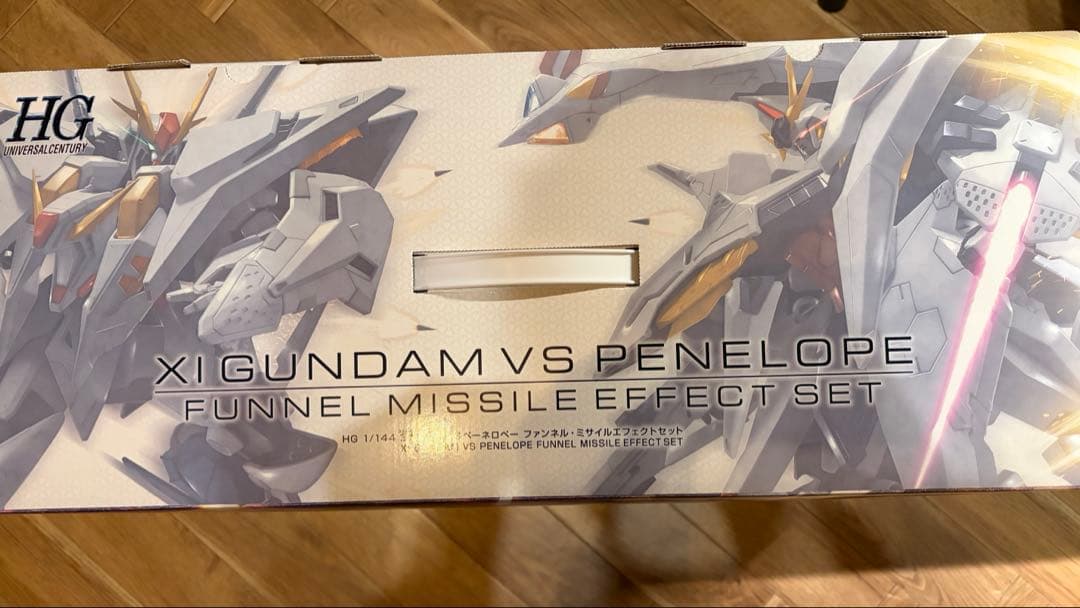 HG
UNIVERSAL CENTURY
XI GUNDAM VS PENELOPE
FUNNEL MISSILE EFFECT SET
HG 1/144 ペーネロペー ファンネル・ミサイルエフェクトセット
VS PENELOPE FUNNEL MISSILE EFFECT SET